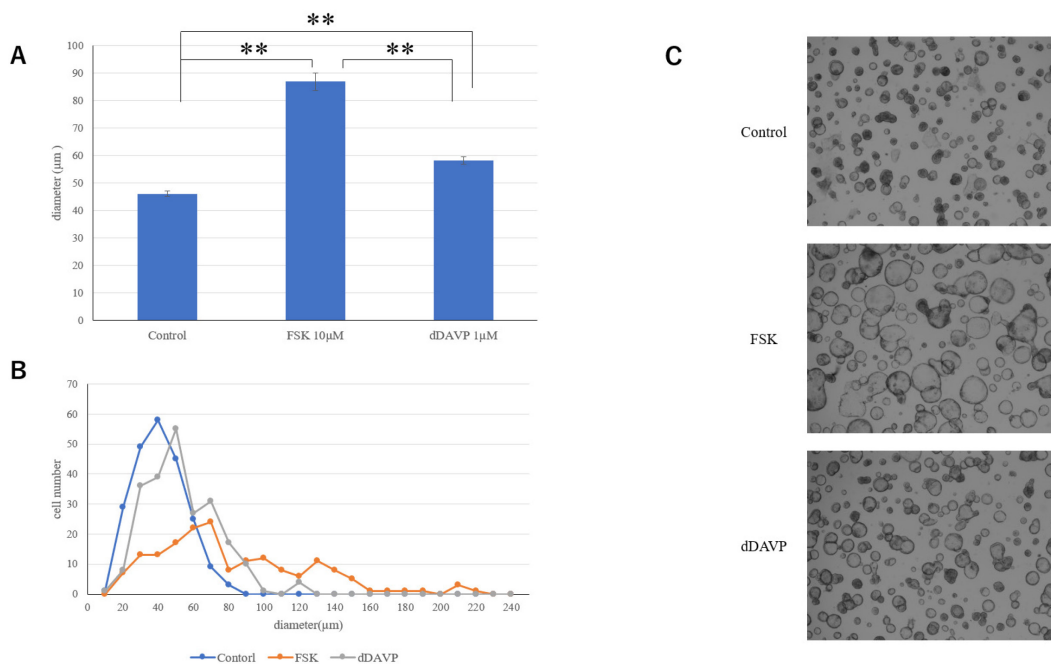 A
**
**
**
100
90
80
70
60
50
40
30
20
10
0
diameter (µm )
Control
FSK 10µM
dDAVP 1µM
B
70
60
50
40
30
20
10
0
cell number
0
20
40
60
80
100
120
140
160
180
200
220
240
diameter(µm)
Contorl
FSK
dDAVP
C
Control
FSK
dDAVP